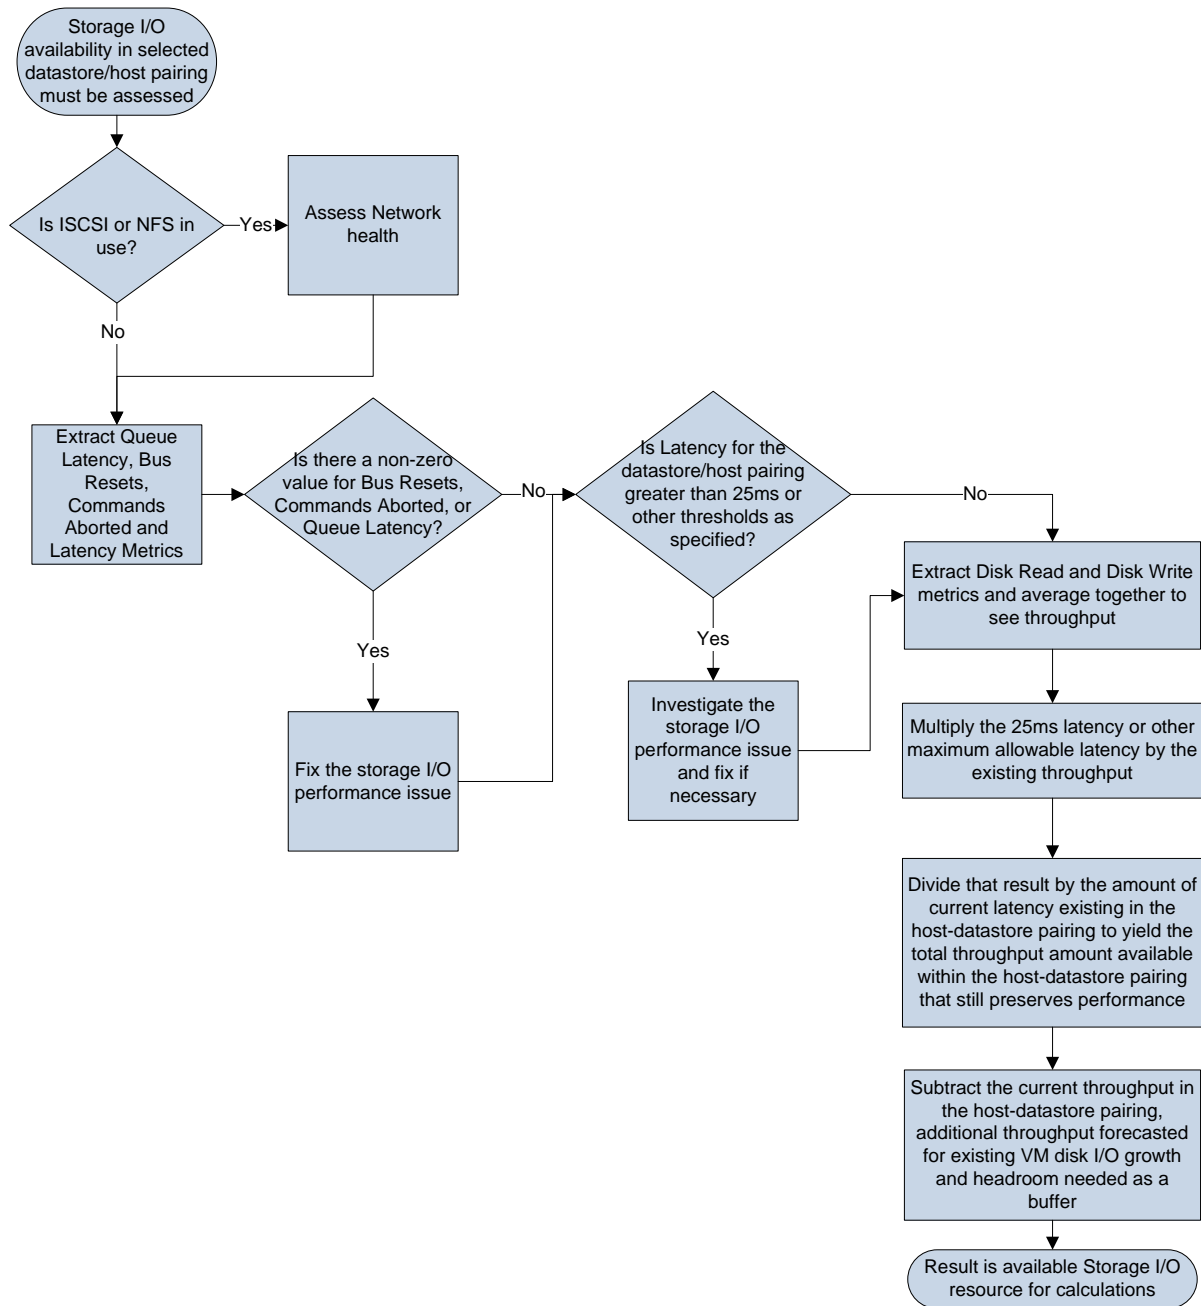 Storage I/O
availability in selected
datastore/host pairing
must be assessed
Is ISCSI or NFS in
use?
Yes
Assess Network
health
No
Extract Queue
Latency, Bus
Resets,
Commands
Aborted and
Latency Metrics
Is there a non-zero
value for Bus Resets,
Commands Aborted, or
Queue Latency?
No
Yes
Fix the storage I/O
performance issue
Is Latency for the
datastore/host pairing
greater than 25ms or
other thresholds as
specified?
No
Yes
Investigate the
storage I/O
performance issue
and fix if
necessary
Extract Disk Read and Disk Write
metrics and average together to
see throughput
Multiply the 25ms latency or other
maximum allowable latency by the
existing throughput
Divide that result by the amount of
current latency existing in the
host-datastore pairing to yield the
total throughput amount available
within the host-datastore pairing
that still preserves performance
Subtract the current throughput in
the host-datastore pairing,
additional throughput forecasted
for existing VM disk I/O growth
and headroom needed as a
buffer
Result is available Storage I/O
resource for calculations